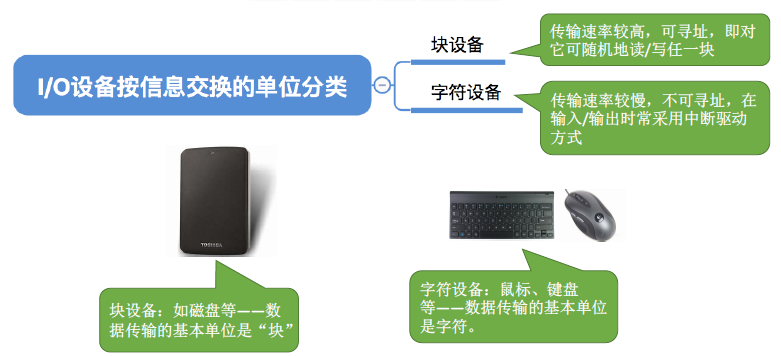 I/O设备按信息交换的单位分类
块设备
传输速率较高，可寻址，即对
它可随机地读/写任一块
字符设备
传输速率较慢，不可寻址，在
输入/输出时常采用中断驱动
方式
TOSHIBA
块设备：如磁盘等——数
据传输的基本单位是“块”
字符设备：鼠标、键盘
等——数据传输的基本单位
是字符。